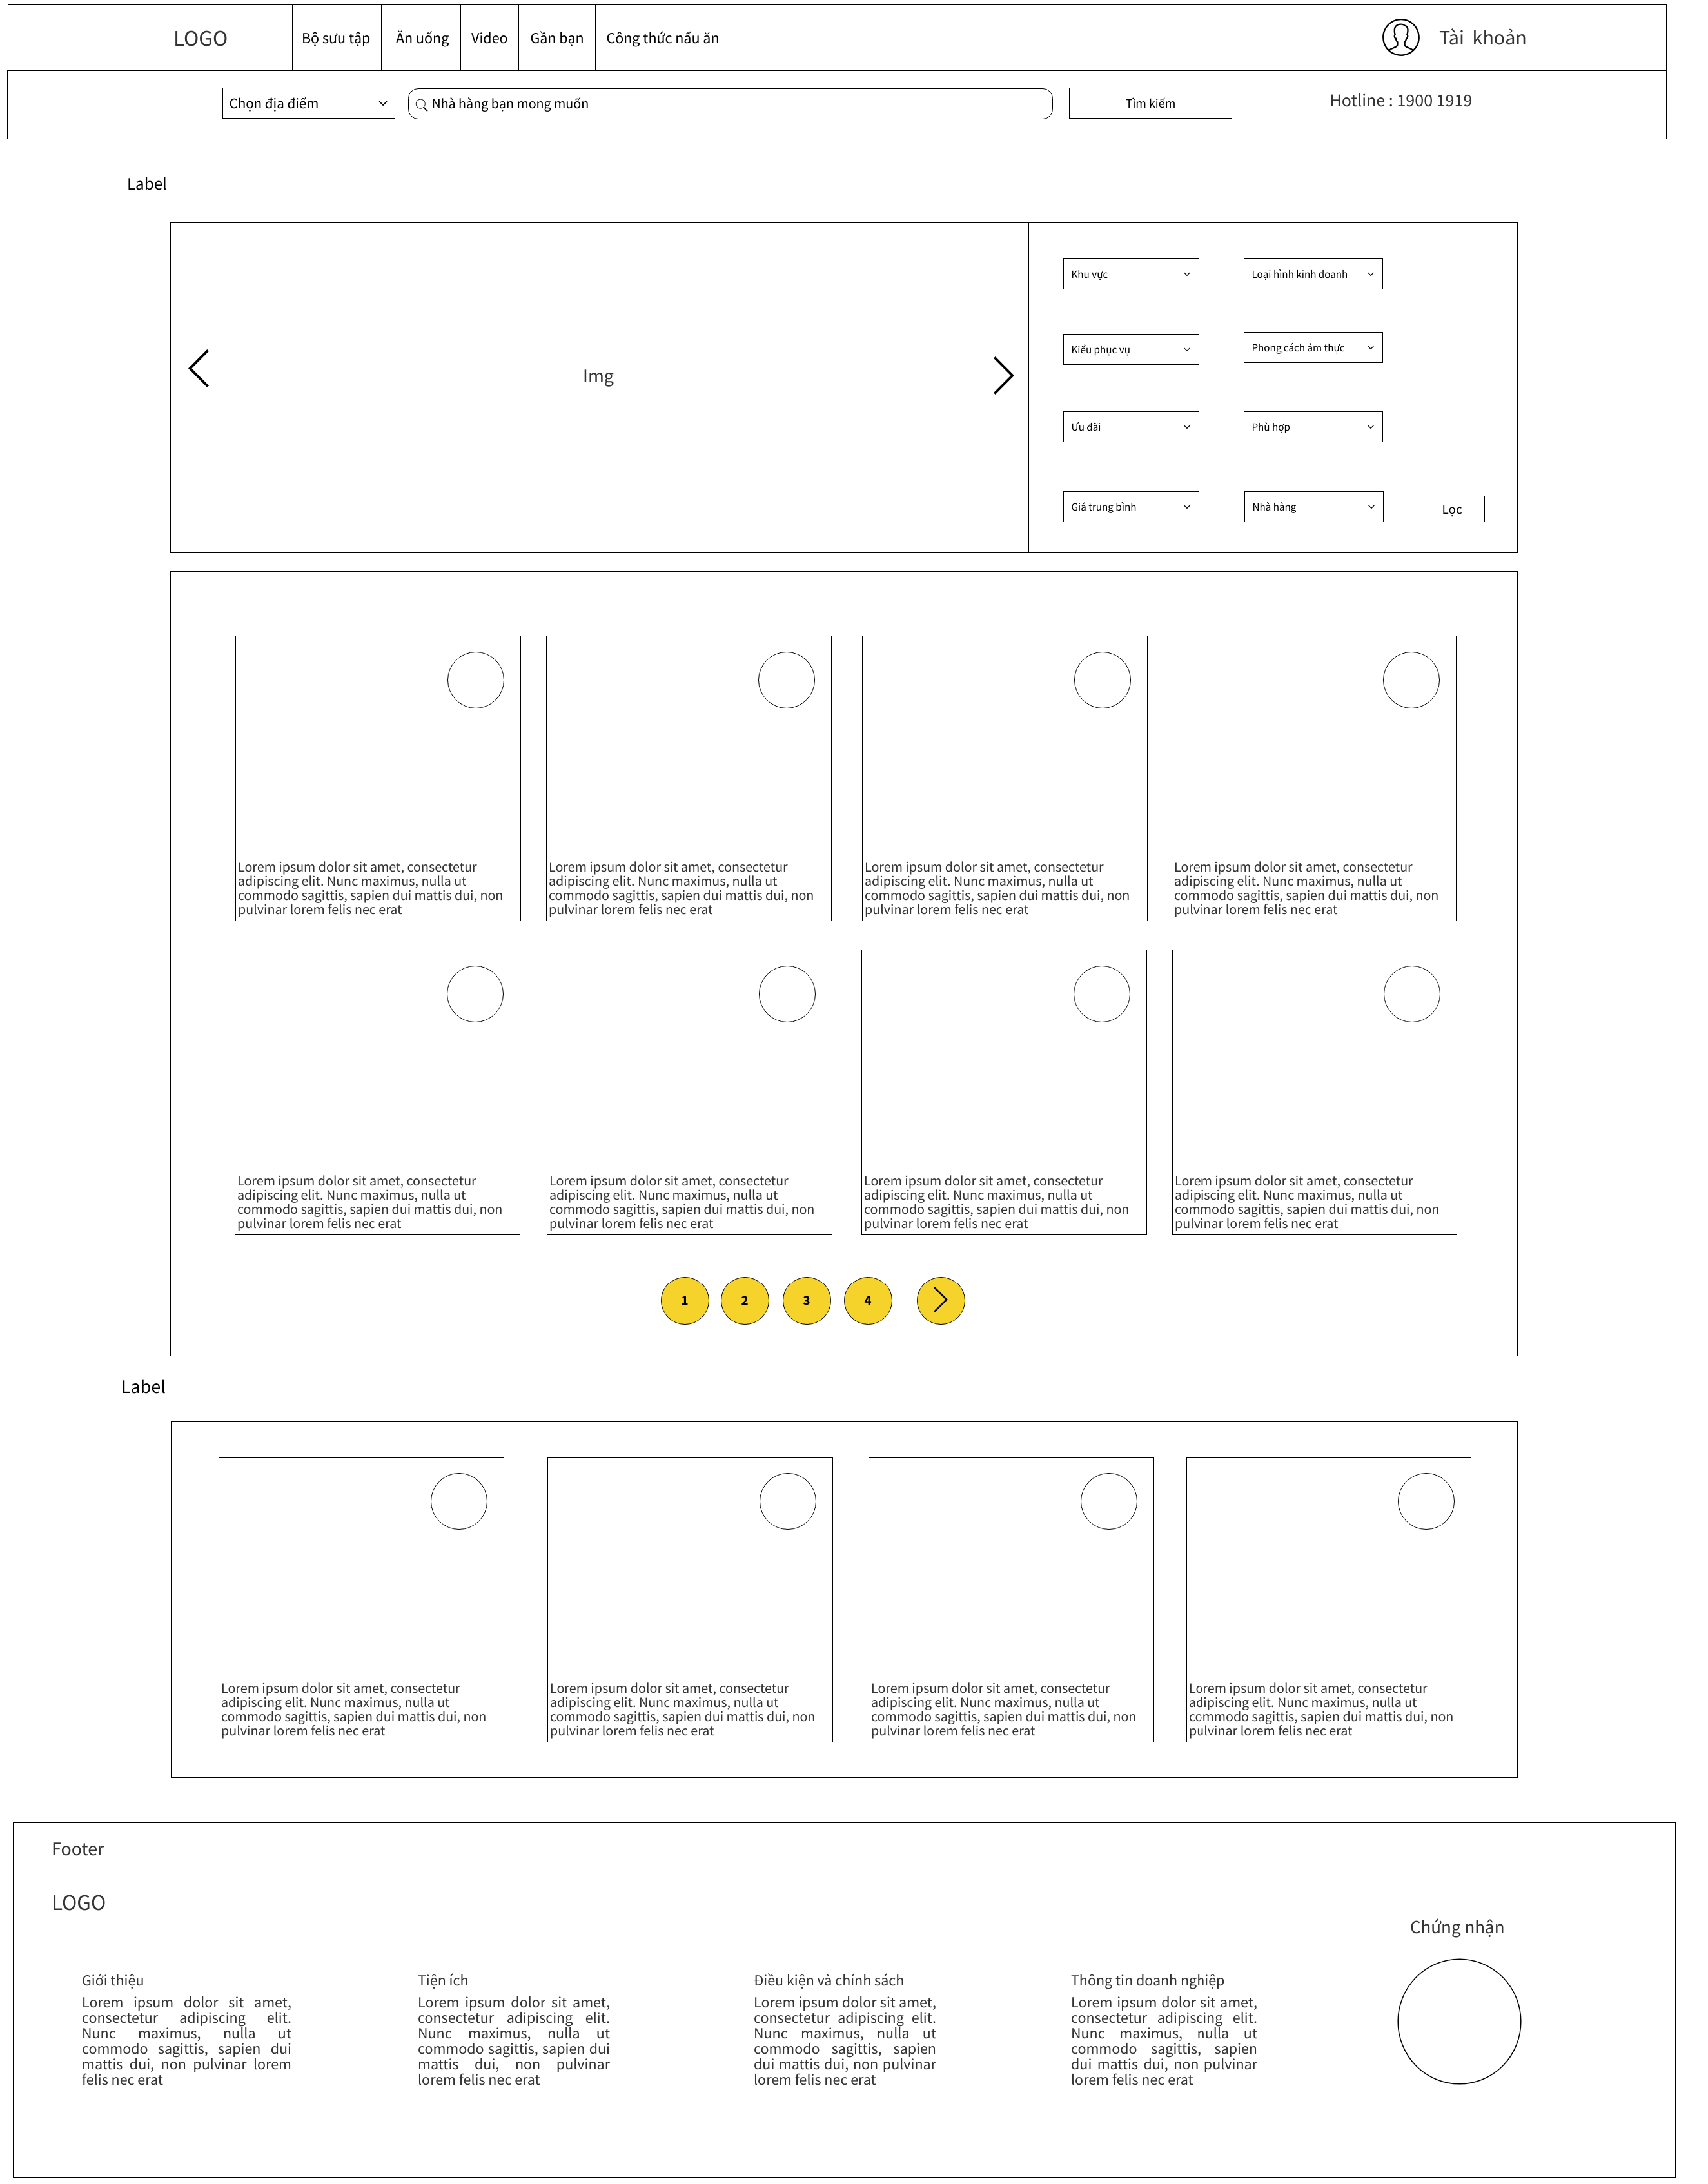 LOGO
Bộ sưu tập
Ăn uống
Video
Gần bạn
Công thức nấu ăn
Tài khoản
Chọn địa điểm
Nhà hàng bạn mong muốn
Tìm kiếm
Hotline : 1900 1919
Label
Img
Khu vực
Loại hình kinh doanh
Kiểu phục vụ
Phong cách ảm thực
Ưu đãi
Phù hợp
Giá trung bình
Nhà hàng
Lọc
Lorem ipsum dolor sit amet, consectetur
adipiscing elit. Nunc maximus, nulla ut
commodo sagittis, sapien dui mattis dui, non
pulvinar lorem felis nec erat
Lorem ipsum dolor sit amet, consectetur
adipiscing elit. Nunc maximus, nulla ut
commodo sagittis, sapien dui mattis dui, non
pulvinar lorem felis nec erat
Lorem ipsum dolor sit amet, consectetur
adipiscing elit. Nunc maximus, nulla ut
commodo sagittis, sapien dui mattis dui, non
pulvinar lorem felis nec erat
Lorem ipsum dolor sit amet, consectetur
adipiscing elit. Nunc maximus, nulla ut
commodo sagittis, sapien dui mattis dui, non
pulvinar lorem felis nec erat
Lorem ipsum dolor sit amet, consectetur
adipiscing elit. Nunc maximus, nulla ut
commodo sagittis, sapien dui mattis dui, non
pulvinar lorem felis nec erat
Lorem ipsum dolor sit amet, consectetur
adipiscing elit. Nunc maximus, nulla ut
commodo sagittis, sapien dui mattis dui, non
pulvinar lorem felis nec erat
Lorem ipsum dolor sit amet, consectetur
adipiscing elit. Nunc maximus, nulla ut
commodo sagittis, sapien dui mattis dui, non
pulvinar lorem felis nec erat
Lorem ipsum dolor sit amet, consectetur
adipiscing elit. Nunc maximus, nulla ut
commodo sagittis, sapien dui mattis dui, non
pulvinar lorem felis nec erat
1
2
3
4
Label
Lorem ipsum dolor sit amet, consectetur
adipiscing elit. Nunc maximus, nulla ut
commodo sagittis, sapien dui mattis dui, non
pulvinar lorem felis nec erat
Lorem ipsum dolor sit amet, consectetur
adipiscing elit. Nunc maximus, nulla ut
commodo sagittis, sapien dui mattis dui, non
pulvinar lorem felis nec erat
Lorem ipsum dolor sit amet, consectetur
adipiscing elit. Nunc maximus, nulla ut
commodo sagittis, sapien dui mattis dui, non
pulvinar lorem felis nec erat
Lorem ipsum dolor sit amet, consectetur
adipiscing elit. Nunc maximus, nulla ut
commodo sagittis, sapien dui mattis dui, non
pulvinar lorem felis nec erat
Footer
LOGO
Giới thiệu
Lorem ipsum dolor sit amet,
consectetur adipiscing elit.
Nunc maximus, nulla ut
commodo sagittis, sapien dui
mattis dui, non pulvinar lorem
felis nec erat
Tiện ích
Lorem ipsum dolor sit amet,
consectetur adipiscing elit.
Nunc maximus, nulla ut
commodo sagittis, sapien dui
mattis dui, non pulvinar
lorem felis nec erat
Điều kiện và chính sách
Lorem ipsum dolor sit amet,
consectetur adipiscing elit.
Nunc maximus, nulla ut
commodo sagittis, sapien
dui mattis dui, non pulvinar
lorem felis nec erat
Thông tin doanh nghiệp
Lorem ipsum dolor sit amet,
consectetur adipiscing elit.
Nunc maximus, nulla ut
commodo sagittis, sapien
dui mattis dui, non pulvinar
lorem felis nec erat
Chứng nhận